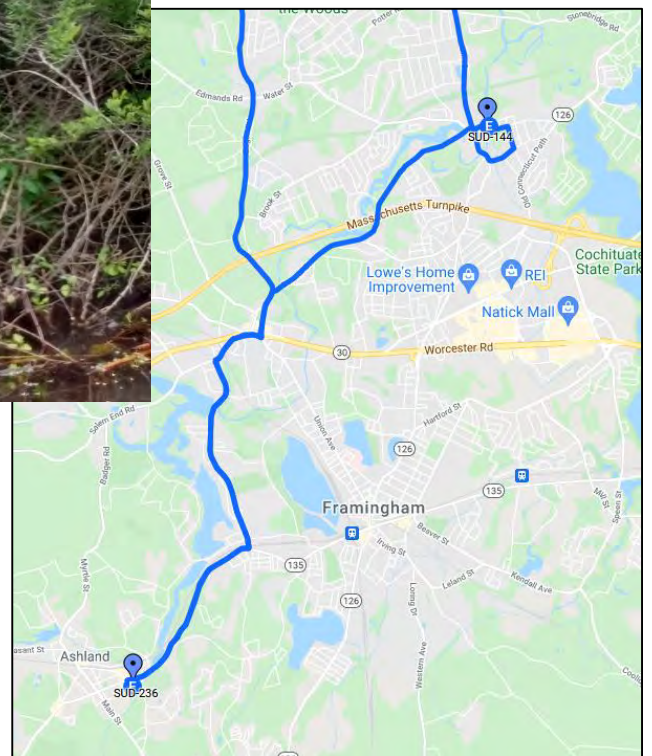 the Woods
Potter Rd
Stonebridge Rd
Edmands Rd
Water St
126
SUD-144
Old Connecticut Path
Grove St
Brook St
Massachusetts Turnpike
Cochituate
State Park
Lowe's Home
Improvement
REI
Natick Mall
30
Worcester Rd
Salem End Rd
Badger Rd
Union Ave
Hartford St
126
135
Speen St
Framingham
Beaver St
Irving St
135
126
Leland St
Kendall Ave
Loring Dr
Western Ave
Myrtle St
asant St
Ashland
SUD-236
Main St